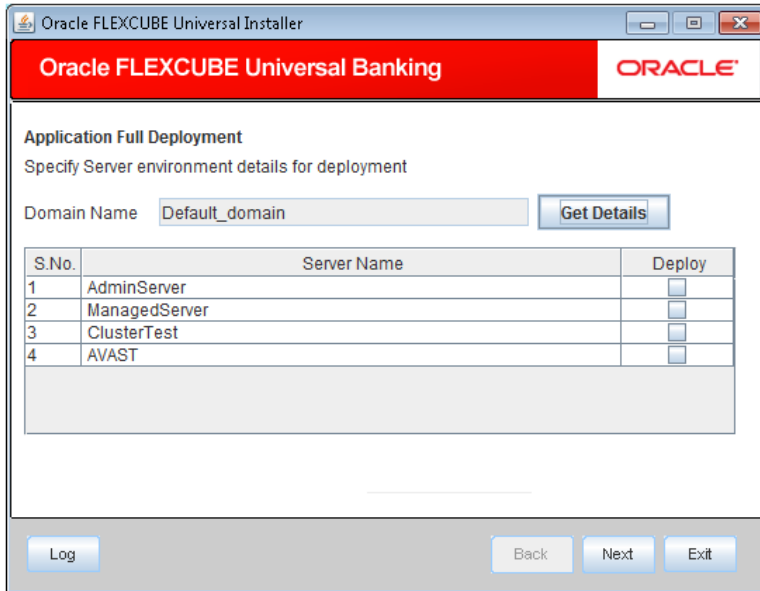 Oracle FLEXCUBE Universal Installer
Oracle FLEXCUBE Universal Banking ORACLE
Application Full Deployment
Specify Server environment details for deployment
Domain Name Default_domain Get Details
S.No. Server Name Deploy
1 AdminServer
2 ManagedServer
3 ClusterTest
4 AVAST
Log Back Next Exit